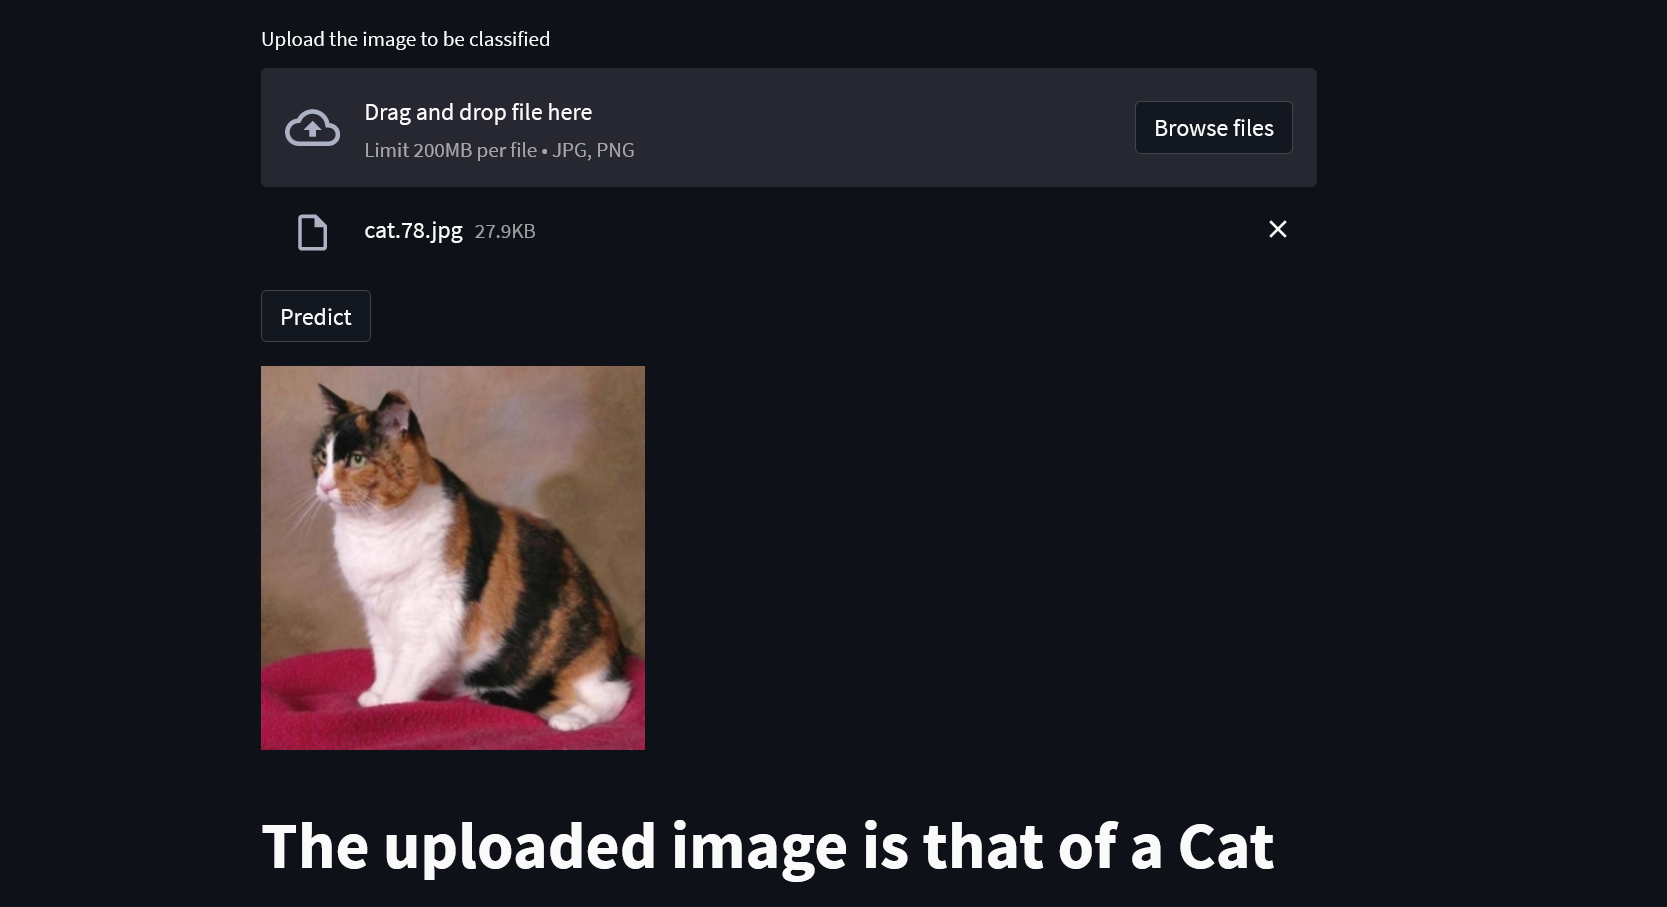 Upload the image to be classified
Drag and drop file here
Limit 200MB per file • JPG, PNG
Browse files
cat.78.jpg 27.9KB
Predict
The uploaded image is that of a Cat